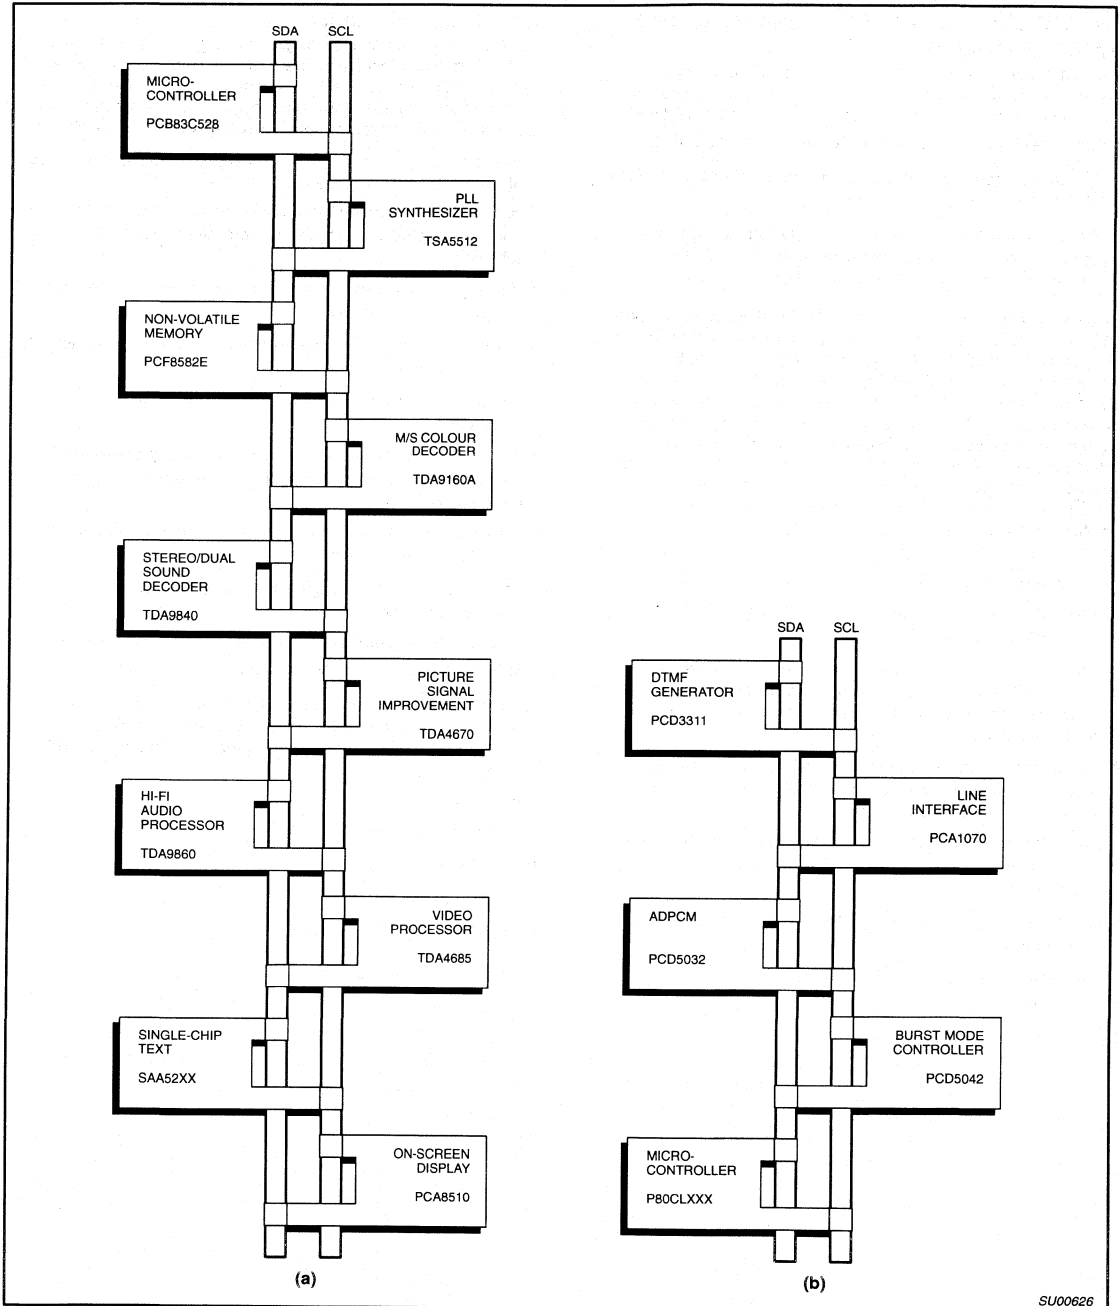 SDA SCL
MICRO-
CONTROLLER
PCB83C528
PLL
SYNTHESIZER
TSA5512
NON-VOLATILE
MEMORY
PCF8582E
M/S COLOUR
DECODER
TDA9160A
STEREO/DUAL
SOUND
DECODER
TDA9840
PICTURE
SIGNAL
IMPROVEMENT
TDA4670
HI-FI
AUDIO
PROCESSOR
TDA9860
VIDEO
PROCESSOR
TDA4685
SINGLE-CHIP
TEXT
SAA52XX
ON-SCREEN
DISPLAY
PCA8510
(a)
SDA SCL
DTMF
GENERATOR
PCD3311
LINE
INTERFACE
PCA1070
ADPCM
PCD5032
BURST MODE
CONTROLLER
PCD5042
MICRO-
CONTROLLER
P80CLXXX
(b)
SU00626